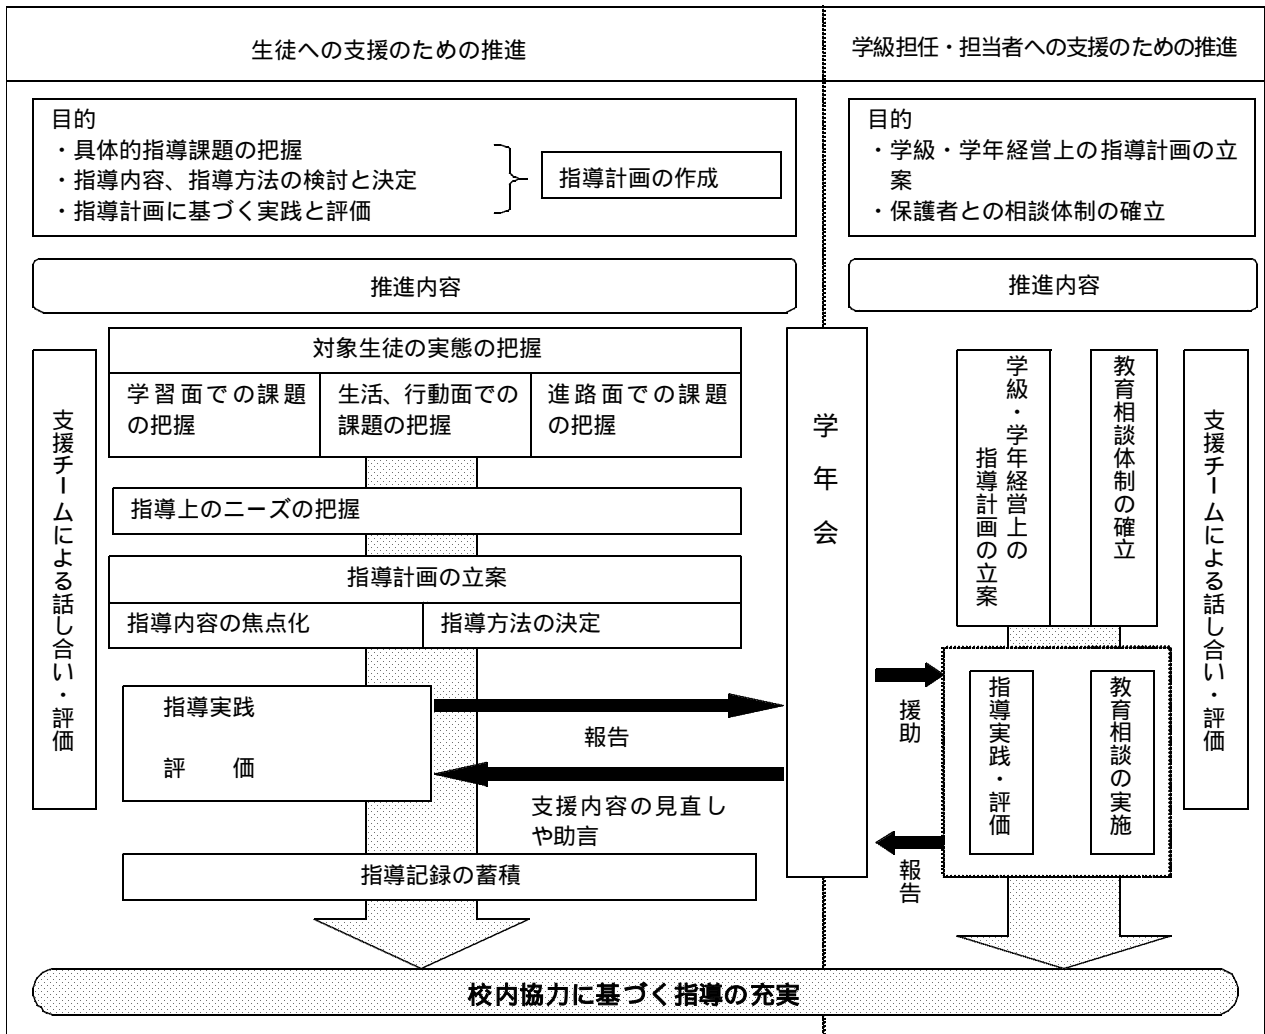 生徒への支援のための推進
学級担任・担当者への支援のための推進
目的
・具体的指導課題の把握
・指導内容、指導方法の検討と決定
・指導計画に基づく実践と評価
指導計画の作成
目的
・学級・学年経営上の指導計画の立
案
・保護者との相談体制の確立
推進内容
推進内容
支援チームによる話し合い・評価
対象生徒の実態の把握
学習面での課題
の把握
生活、行動面での
課題の把握
進路面での課題
の把握
指導上のニーズの把握
指導計画の立案
指導内容の焦点化
指導方法の決定
指導実践
評　　価
報告
支援内容の見直し
や助言
指導記録の蓄積
学年会
援助
報告
学級・学年経営上の
指導計画の立案
教育相談体制の確立
指導実践・評価
教育相談の実施
支援チームによる話し合い・評価
校内協力に基づく指導の充実